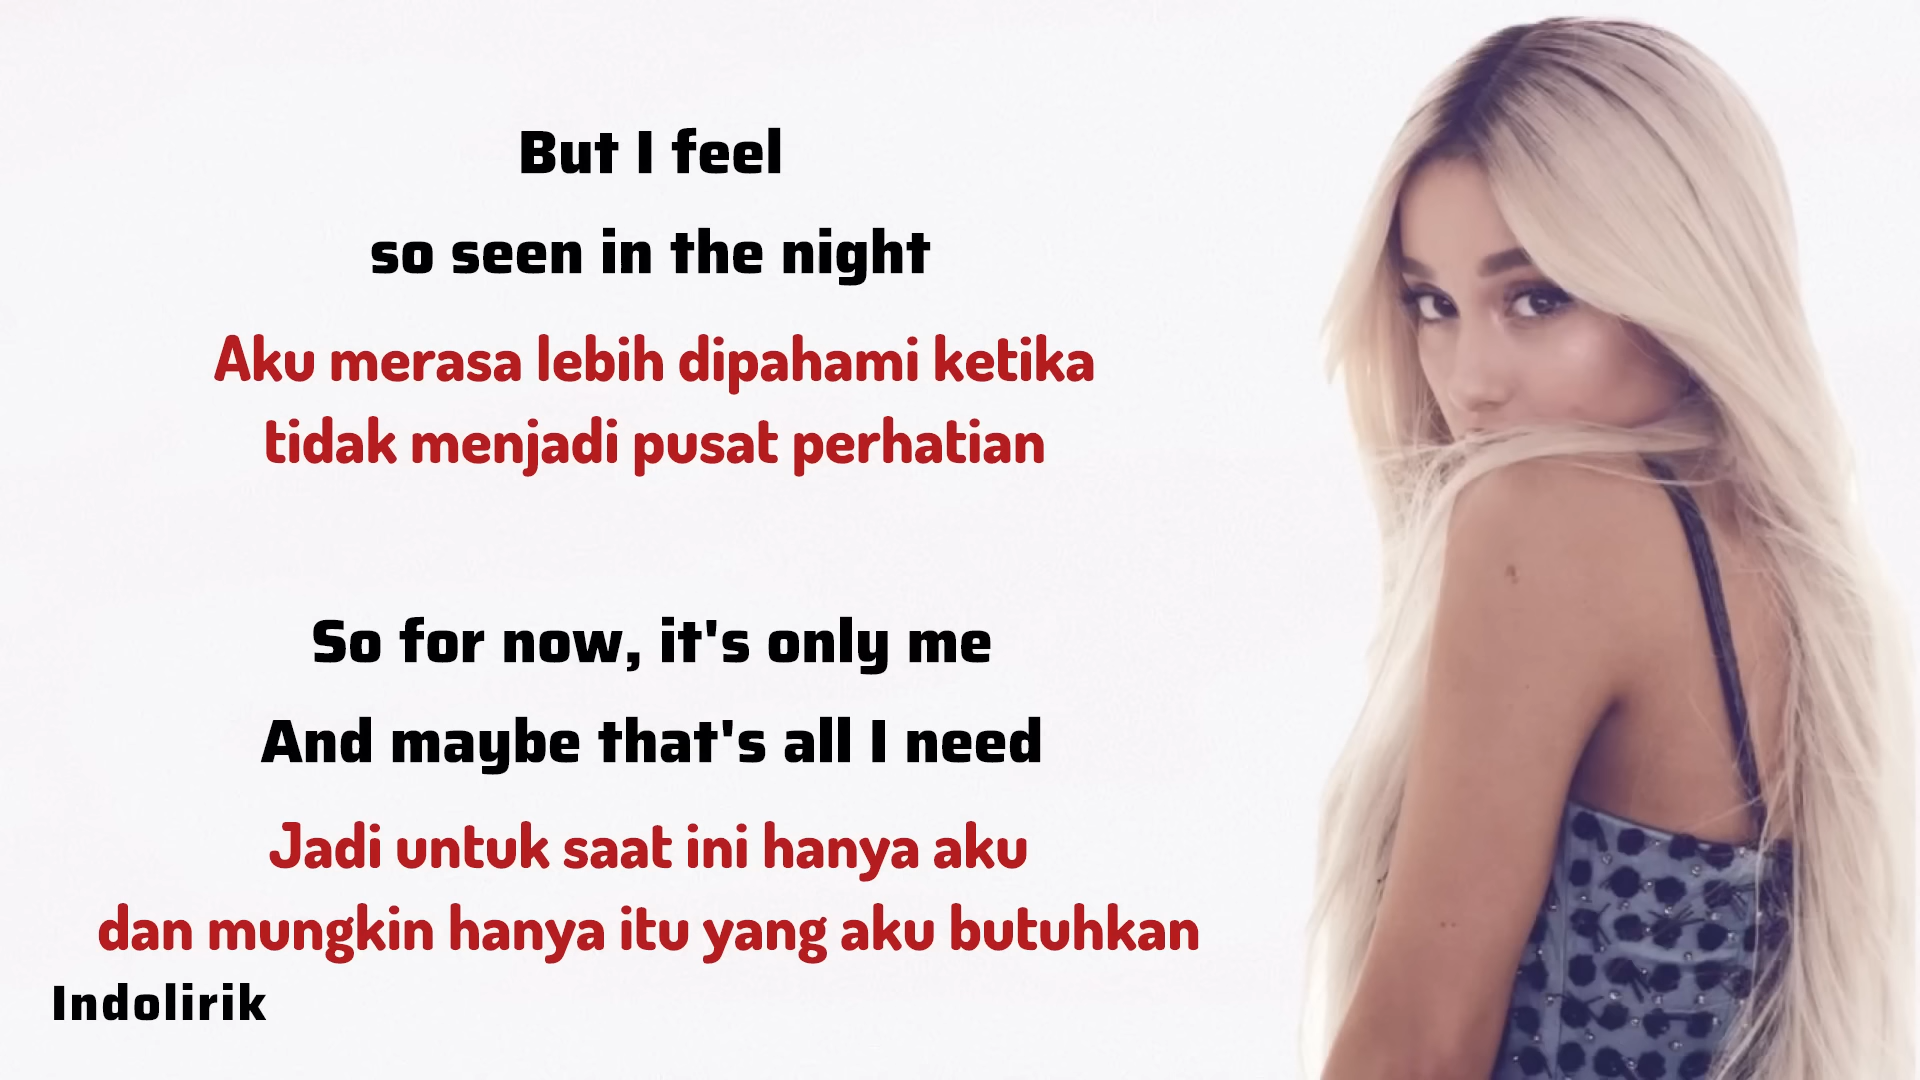 But I feel
so seen in the night
Aku merasa lebih dipahami ketika
tidak menjadi pusat perhatian
So for now, it's only me
And maybe that's all I need
Jadi untuk saat ini hanya aku
dan mungkin hanya itu yang aku butuhkan
Indolirik